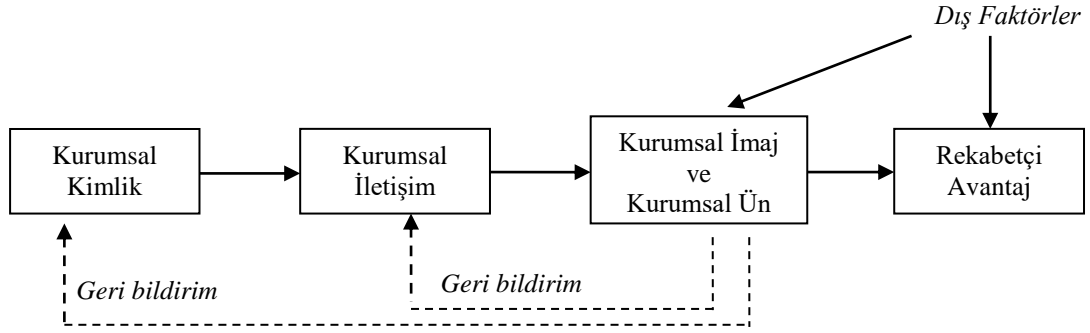 Dış Faktörler
Kurumsal
Kimlik
Kurumsal
İletişim
Kurumsal İmaj
ve
Kurumsal Ün
Rekabetçi
Avantaj
Geri bildirim
Geri bildirim